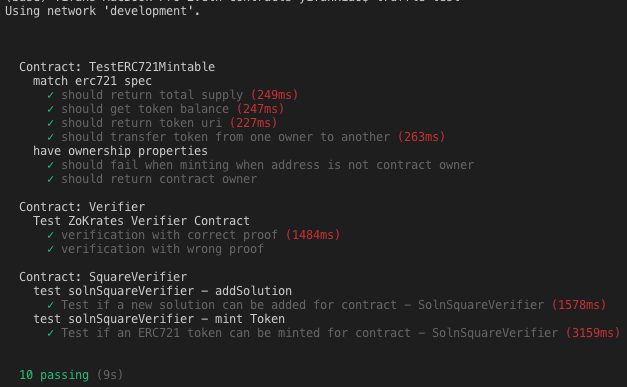 Using network 'development'.
Contract: TestERC721Mintable
match erc721 spec
✓ should return total supply (249ms)
✓ should get token balance (247ms)
✓ should return token uri (227ms)
✓ should transfer token from one owner to another (263ms)
have ownership properties
✓ should fail when minting when address is not contract owner
✓ should return contract owner
Contract: Verifier
Test ZoKrates Verifier Contract
✓ verification with correct proof (1484ms)
✓ verification with wrong proof
Contract: SquareVerifier
test solnSquareVerifier - addSolution
✓ Test if a new solution can be added for contract - SolnSquareVerifier (1578ms)
test solnSquareVerifier - mint Token
✓ Test if an ERC721 token can be minted for contract - SolnSquareVerifier (3159ms)
10 passing (9s)